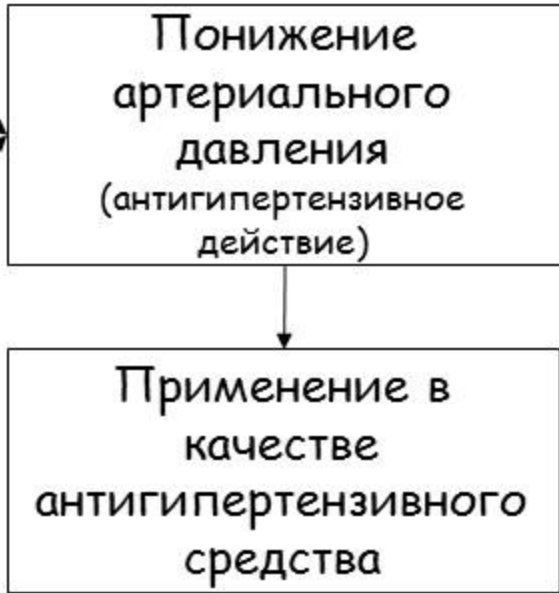 Понижение
артериального
давления
(антигипертензивное
действие)
Применение в
качестве
антигипертензивного
средства